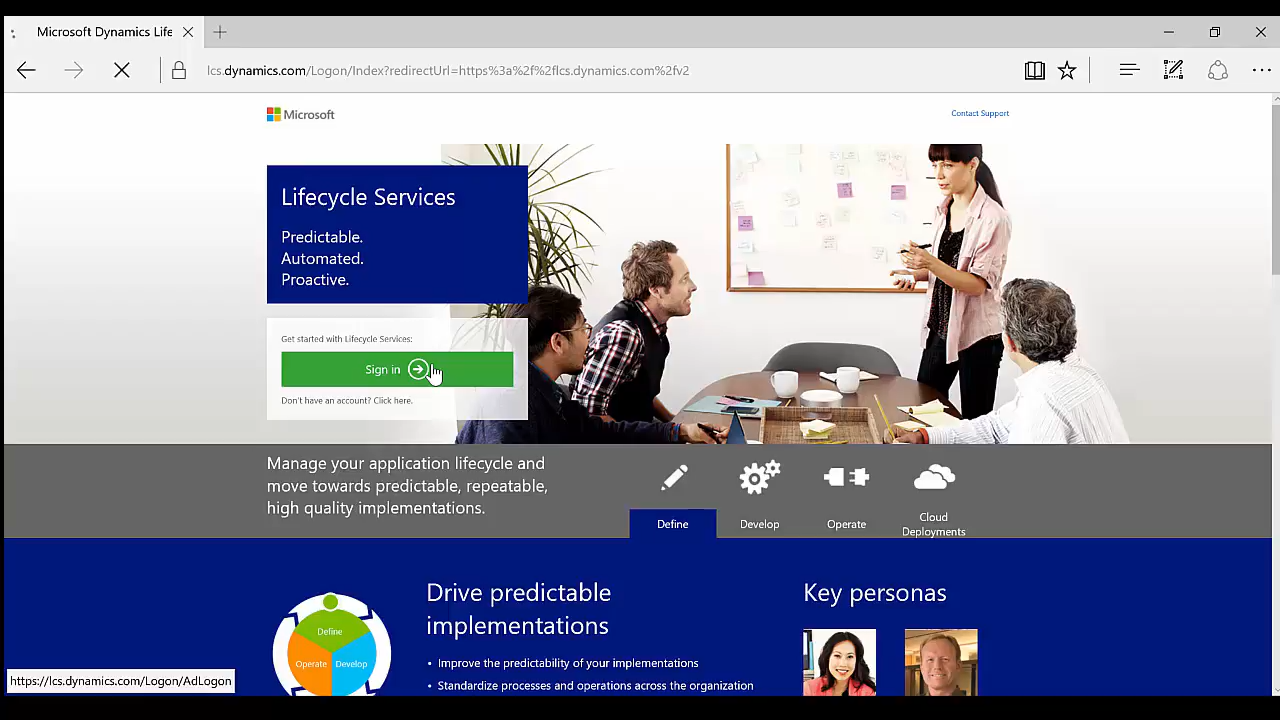 Microsoft Dynamics Life
lcs.dynamics.com/Logon/Index?redirectUrl=https%3a%2f%2flcs.dynamics.com%2fv2
Microsoft
Contact Support
Lifecycle Services
Predictable.
Automated.
Proactive.
Get started with Lifecycle Services:
Sign in
Don't have an account? Click here.
Manage your application lifecycle and
move towards predictable, repeatable,
high quality implementations.
Define
Develop
Operate
Cloud
Deployments
Drive predictable
implementations
Key personas
Define
Operate
Develop
• Improve the predictability of your implementations
• Standardize processes and operations across the organization
https://lcs.dynamics.com/Logon/AdLogon